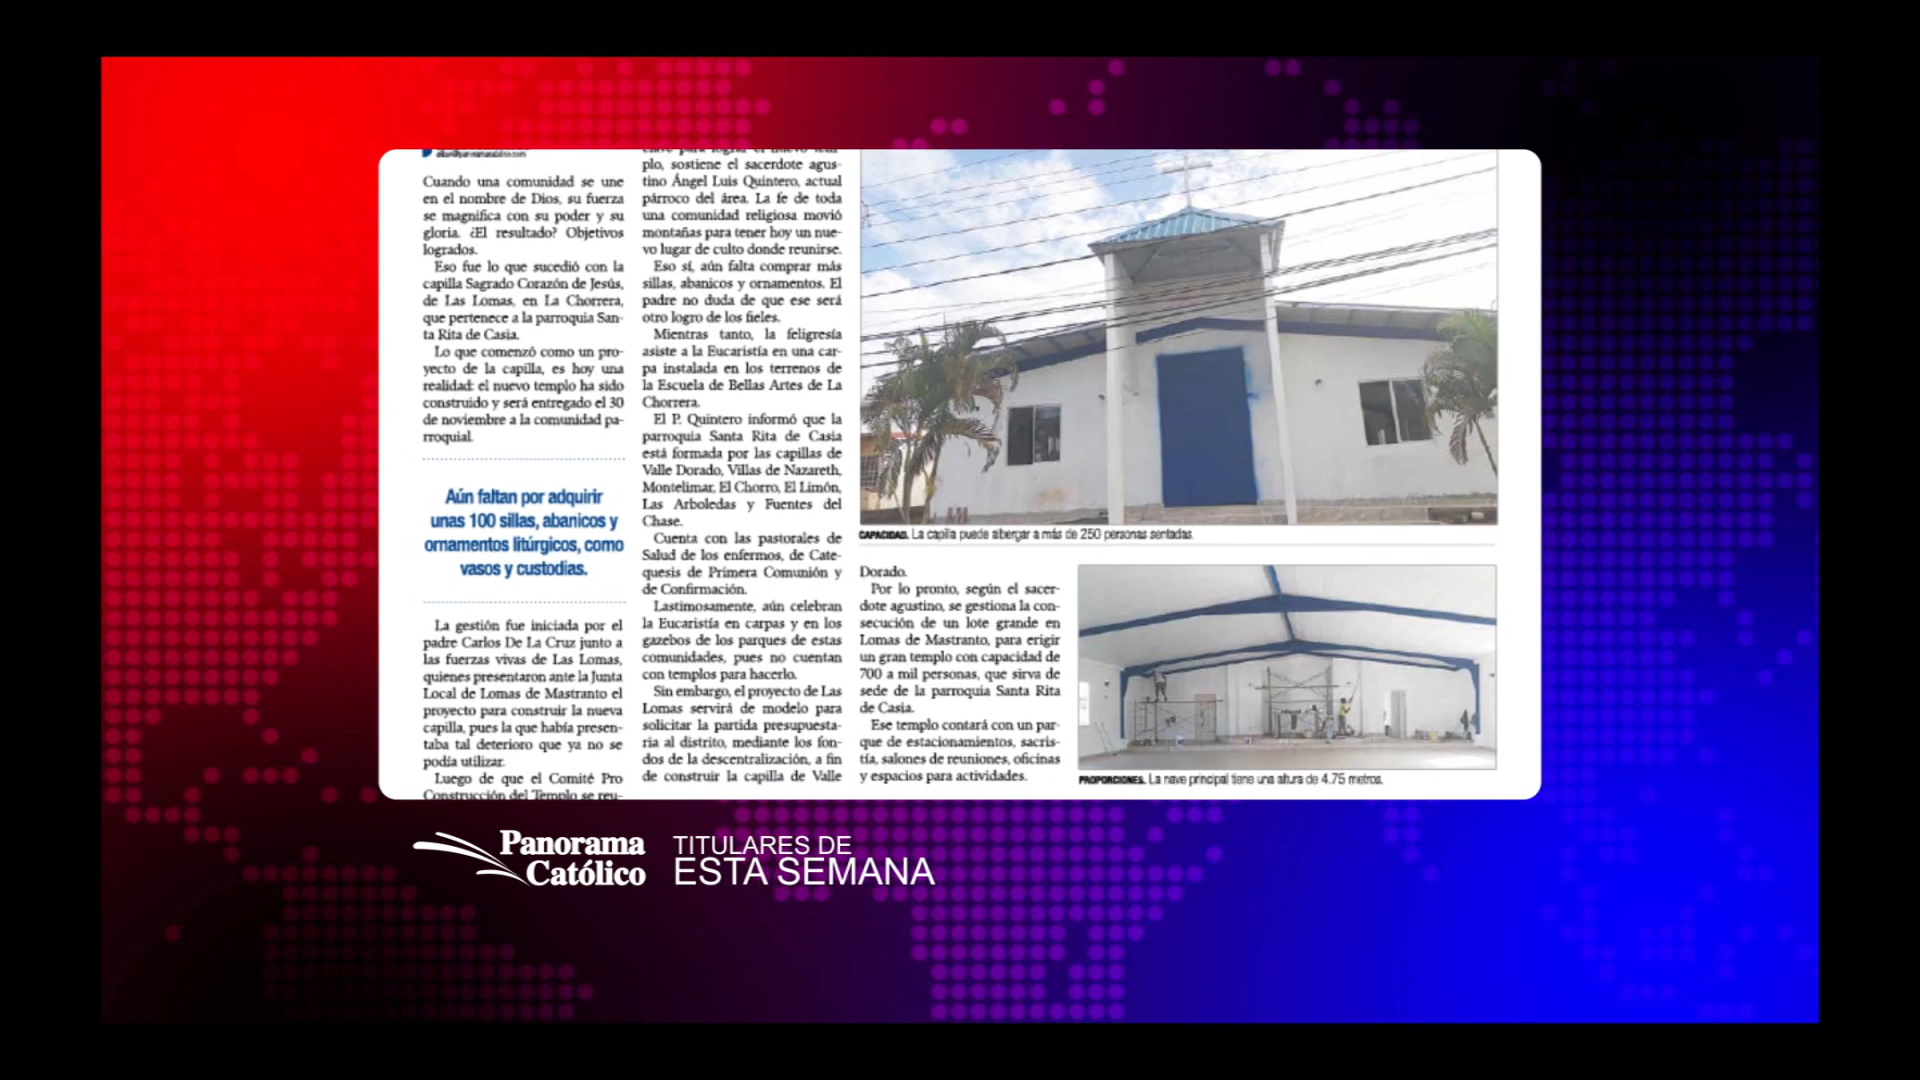 Cuando una comunidad se une
en el nombre de Dios, su fuerza
se magnifica con su poder y su
gloria. ¿El resultado? Objetivos
logrados.
Eso fue lo que sucedió con la
capilla Sagrado Corazón de Jesús,
de Las Lomas, en La Chorrera,
que pertenece a la parroquia San-
ta Rita de Casia.
Lo que comenzó como un pro-
yecto de la capilla, es hoy una
realidad: el nuevo templo ha sido
construido y será entregado el 30
de noviembre a la comunidad pa-
rroquial.
Aún faltan por adquirir
unas 100 sillas, abanicos y
ornamentos litúrgicos, como
vasos y custodias.
La gestión fue iniciada por el
padre Carlos De La Cruz junto a
las fuerzas vivas de Las Lomas,
quienes presentaron ante la Junta
Local de Lomas de Mastranto el
proyecto para construir la nueva
capilla, pues la que había presen-
taba tal deterioro que ya no se
podía utilizar.
Luego de que el Comité Pro
Construcción del Templo se reu-
clave para lograr el nuevo tem-
plo, sostiene el sacerdote agus-
tino Ángel Luis Quintero, actual
párroco del área. La fe de toda
una comunidad religiosa movió
montañas para tener hoy un nue-
vo lugar de culto donde reunirse.
Eso sí, aún falta comprar más
sillas, abanicos y ornamentos. El
padre no duda de que ese será
otro logro de los fieles.
Mientras tanto, la feligresía
asiste a la Eucaristía en una car-
pa instalada en los terrenos de
la Escuela de Bellas Artes de La
Chorrera.
El P. Quintero informó que la
parroquia Santa Rita de Casia
está formada por las capillas de
Valle Dorado, Villas de Nazareth,
Montelimar, El Chorro, El Limón,
Las Arboledas y Fuentes del
Chase.
Cuenta con las pastorales de
Salud de los enfermos, de Cate-
quesis de Primera Comunión y
de Confirmación.
Lastimosamente, aún celebran
la Eucaristía en carpas y en los
gazebos de los parques de estas
comunidades, pues no cuentan
con templos para hacerlo.
Sin embargo, el proyecto de Las
Lomas servirá de modelo para
solicitar la partida presupuesta-
ria al distrito, mediante los fon-
dos de la descentralización, a fin
de construir la capilla de Valle
CAPACIDAD. La capilla puede albergar a más de 250 personas sentadas.
Dorado.
Por lo pronto, según el sacer-
dote agustino, se gestiona la con-
secución de un lote grande en
Lomas de Mastranto, para erigir
un gran templo con capacidad de
700 a mil personas, que sirva de
sede de la parroquia Santa Rita
de Casia.
Ese templo contará con un par-
que de estacionamientos, sacris-
tía, salones de reuniones, oficinas
y espacios para actividades.
PROPORCIONES. La nave principal tiene una altura de 4.75 metros.
Panorama
Católico
TITULARES DE
ESTA SEMANA